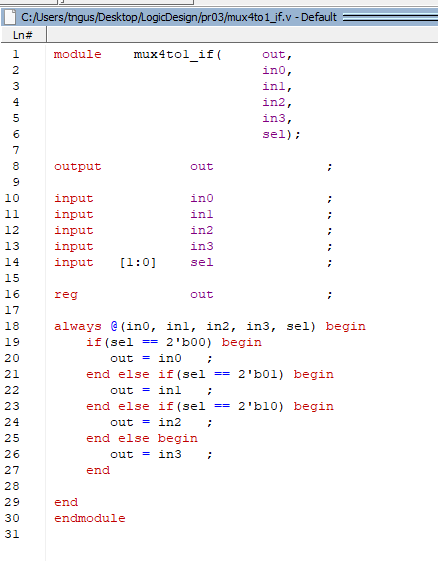 C:/Users/tngus/Desktop/LogicDesign/pr03/mux4to1_if.v - Default
Ln#
1 module mux4to1_if( out,
2 in0,
3 in1,
4 in2,
5 in3,
6 sel);
7
8 output out ;
9
10 input in0 ;
11 input in1 ;
12 input in2 ;
13 input in3 ;
14 input [1:0] sel ;
15
16 reg out ;
17
18 always @(in0, in1, in2, in3, sel) begin
19 if(sel == 2'b00) begin
20 out = in0 ;
21 end else if(sel == 2'b01) begin
22 out = in1 ;
23 end else if(sel == 2'b10) begin
24 out = in2 ;
25 end else begin
26 out = in3 ;
27 end
28
29 end
30 endmodule
31